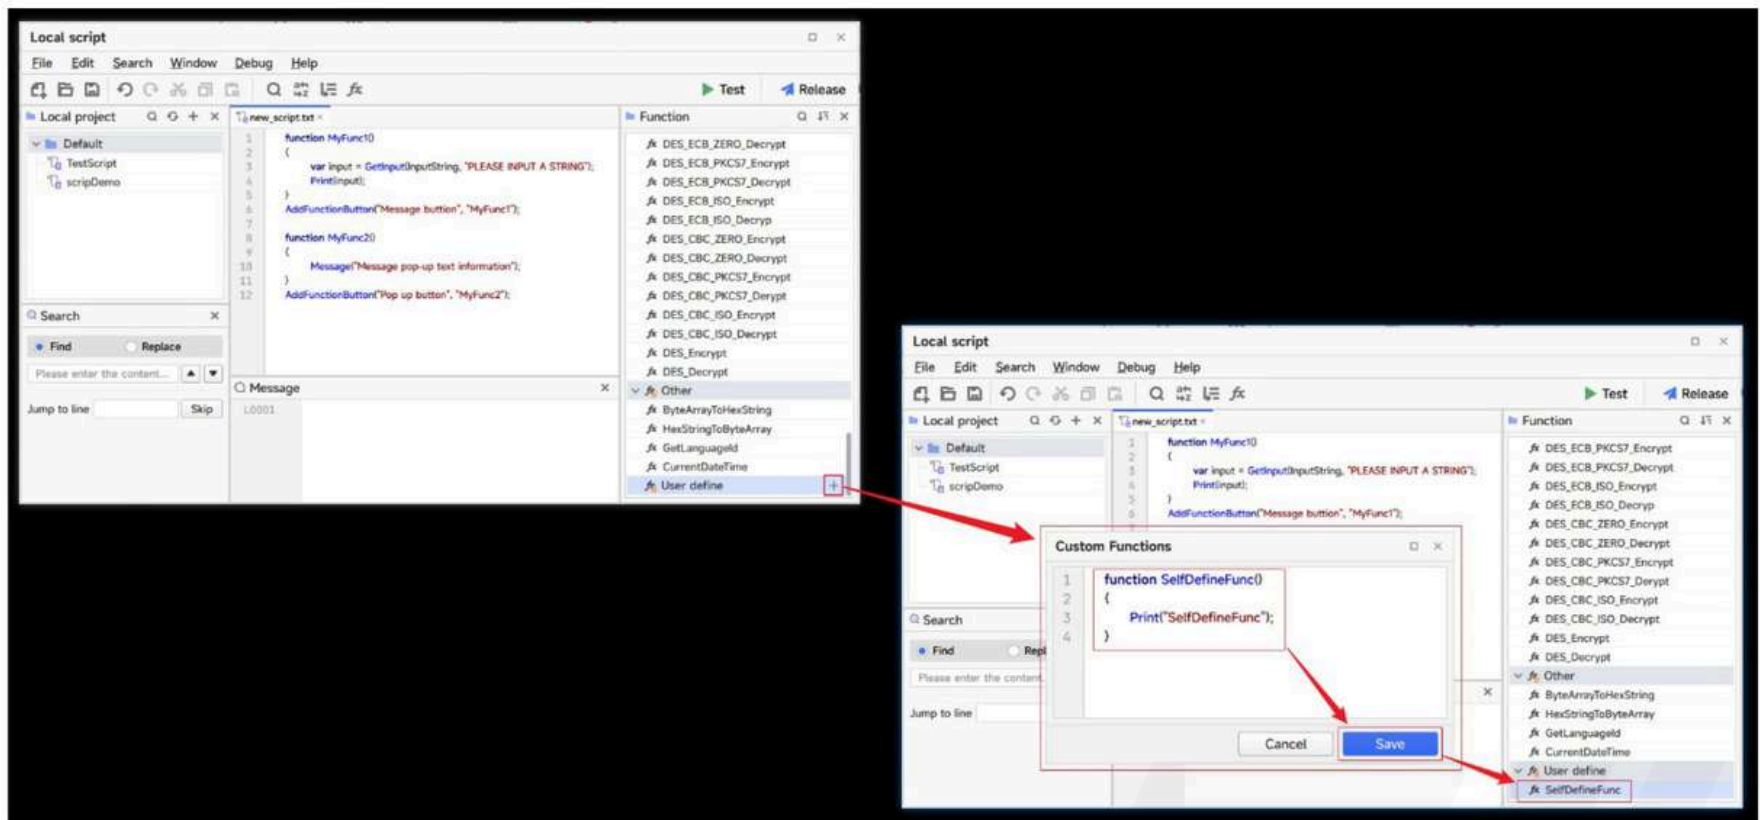 Local script
File Edit Search Window Debug Help
Test Release
Local project
Default
TestScript
scripDemo
new_script.txt
1 function MyFunc1()
2 {
3 var input = GetInput(InputString, "PLEASE INPUT A STRING");
4 Print(input);
5 }
6 AddFunctionButton("Message buttion", "MyFunc1");
7
8 function MyFunc2()
9 {
10 Message("Message pop-up text information");
11 }
12 AddFunctionButton("Pop up button", "MyFunc2");
Function
DES_ECB_ZERO_Decrypt
DES_ECB_PKCS7_Encrypt
DES_ECB_PKCS7_Decrypt
DES_ECB_ISO_Encrypt
DES_ECB_ISO_Decryp
DES_CBC_ZERO_Encrypt
DES_CBC_ZERO_Decrypt
DES_CBC_PKCS7_Encrypt
DES_CBC_PKCS7_Derypt
DES_CBC_ISO_Encrypt
DES_CBC_ISO_Decrypt
DES_Encrypt
DES_Decrypt
Other
ByteArrayToHexString
HexStringToByteArray
GetLanguageId
CurrentDateTime
User define
Search
Find Replace
Please enter the content...
Jump to line Skip
Message
L0001
Local script
File Edit Search Window Debug Help
Test Release
Local project
Default
TestScript
scripDemo
new_script.txt
1 function MyFunc1()
2 {
3 var input = GetInput(InputString, "PLEASE INPUT A STRING");
4 Print(input);
5 }
6 AddFunctionButton("Message buttion", "MyFunc1");
Function
DES_ECB_PKCS7_Encrypt
DES_ECB_PKCS7_Decrypt
DES_ECB_ISO_Encrypt
DES_ECB_ISO_Decryp
DES_CBC_ZERO_Encrypt
DES_CBC_ZERO_Decrypt
DES_CBC_PKCS7_Encrypt
DES_CBC_PKCS7_Derypt
DES_CBC_ISO_Encrypt
DES_CBC_ISO_Decrypt
DES_Encrypt
DES_Decrypt
Other
ByteArrayToHexString
HexStringToByteArray
GetLanguageId
CurrentDateTime
User define
SelfDefineFunc
Search
Find Repl
Please enter the content
Jump to line
Custom Functions
1 function SelfDefineFunc()
2 {
3 Print("SelfDefineFunc");
4 }
Cancel Save